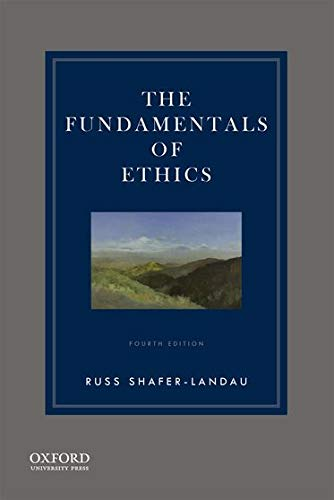 THE
FUNDAMENTALS
OF
ETHICS
FOURTH EDITION
RUSS SHAFER-LANDAU
OXFORD
UNIVERSITY PRESS